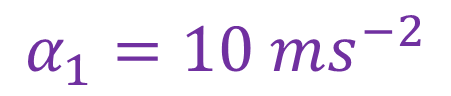 α₁ = 10 ms⁻²